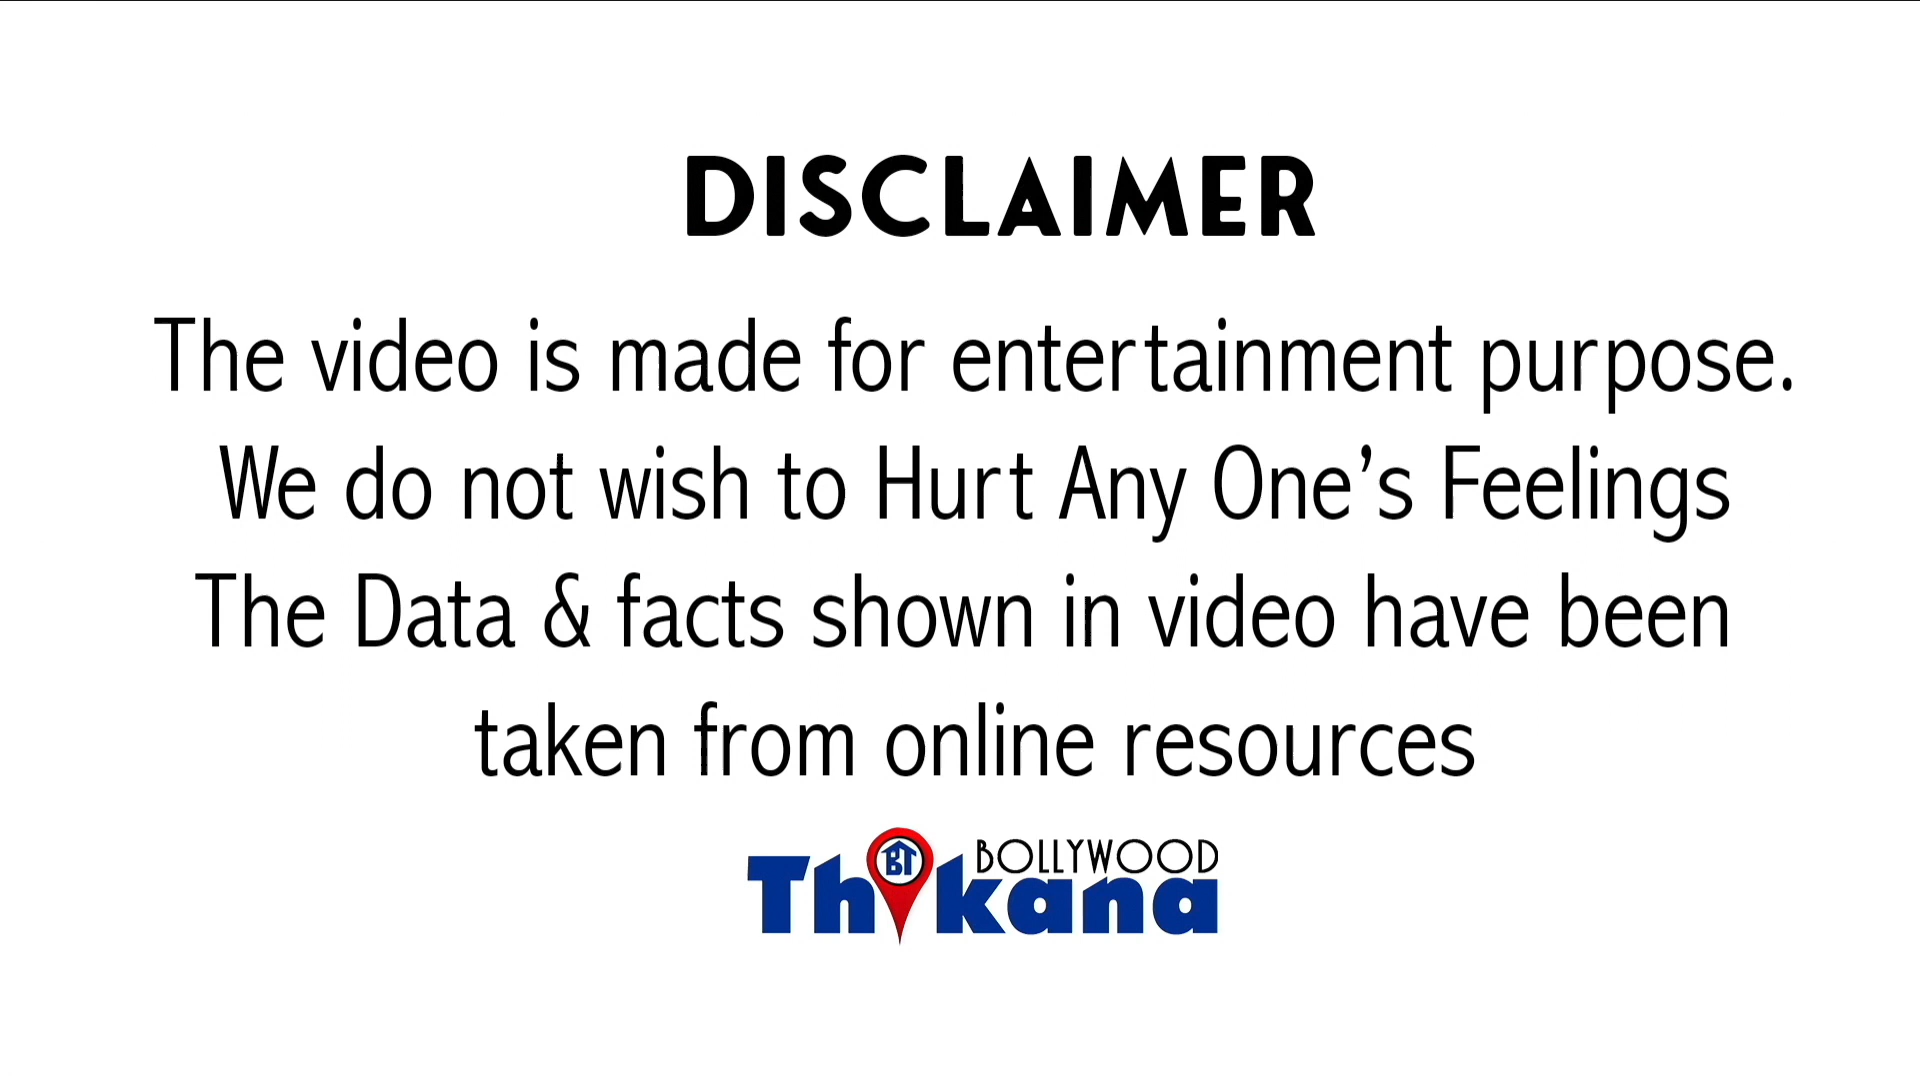 DISCLAIMER
The video is made for entertainment purpose.
We do not wish to Hurt Any One’s Feelings
The Data & facts shown in video have been
taken from online resources
BT
BOLLYWOOD
Thikana